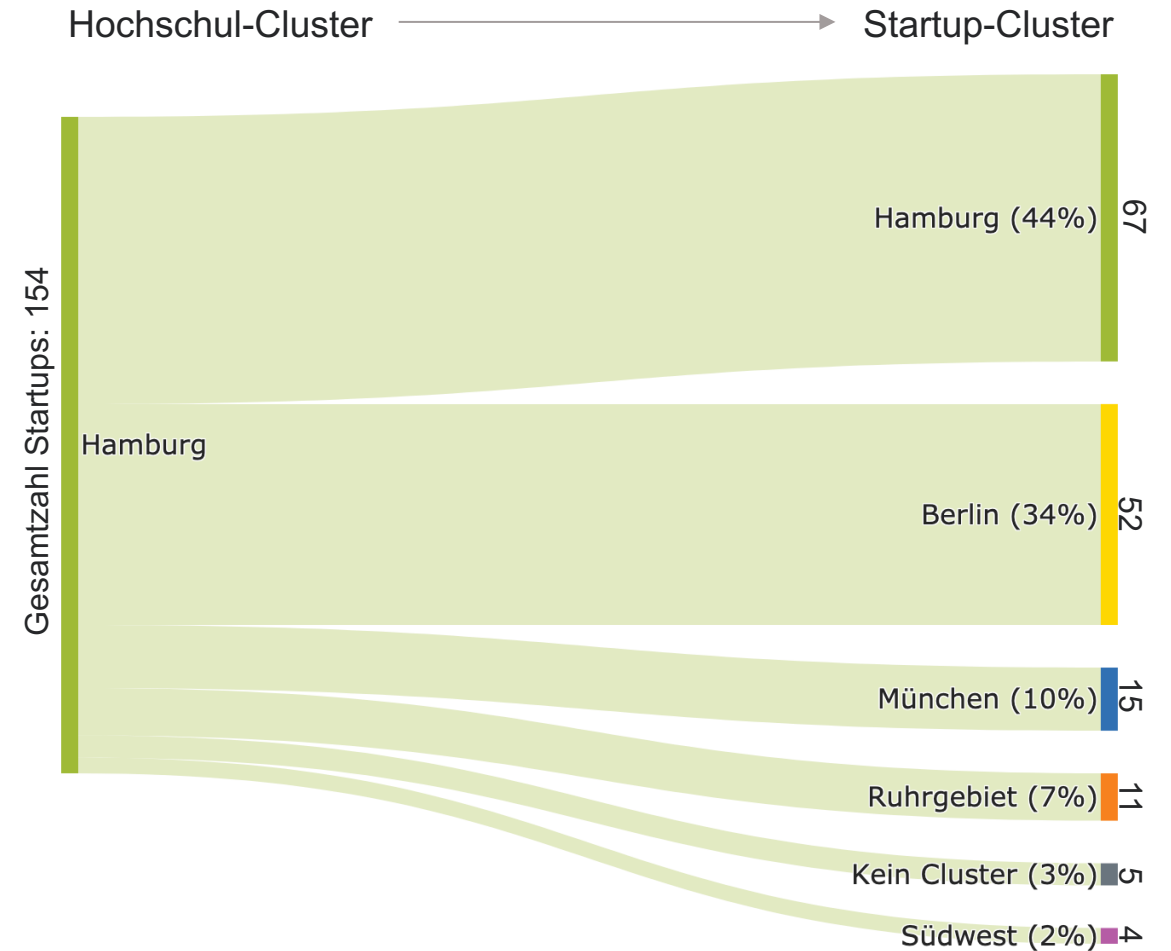 Hochschul-Cluster
Startup-Cluster
Gesamtzahl Startups: 154
Hamburg
Hamburg (44%)
67
Berlin (34%)
52
München (10%)
15
Ruhrgebiet (7%)
11
Kein Cluster (3%)
5
Südwest (2%)
4